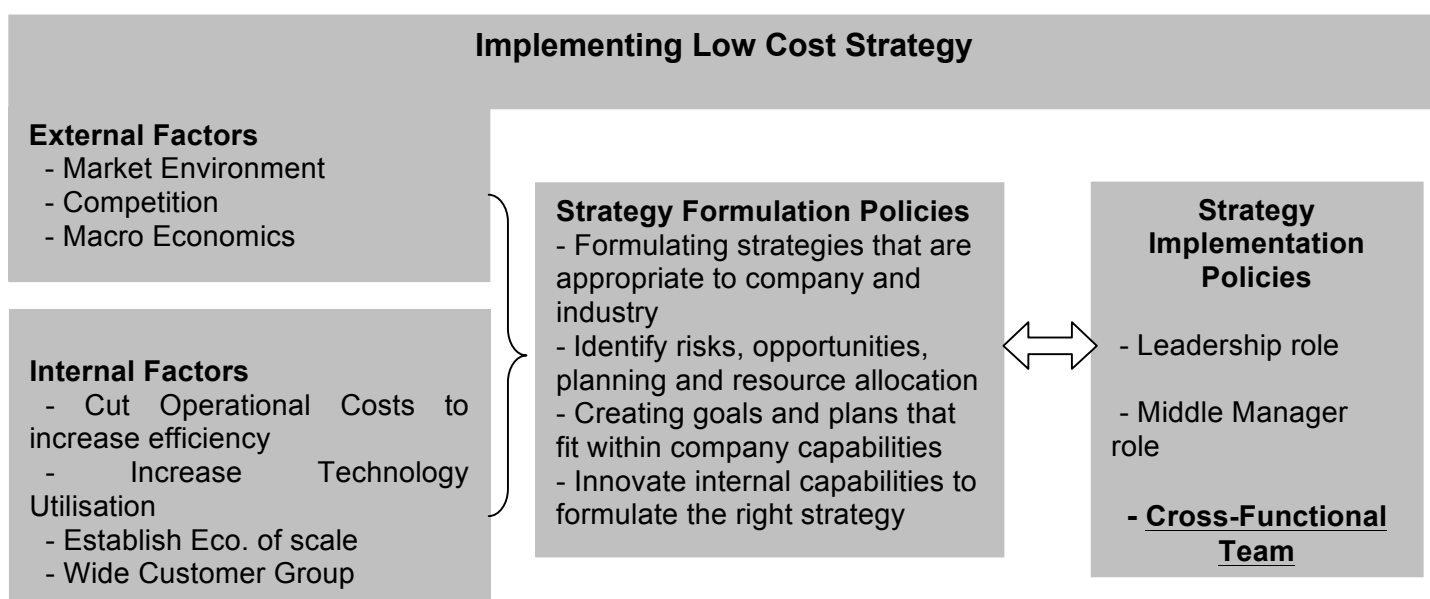 Implementing Low Cost Strategy
External Factors
- Market Environment
- Competition
- Macro Economics
Internal Factors
- Cut Operational Costs to
increase efficiency
- Increase Technology
Utilisation
- Establish Eco. of scale
- Wide Customer Group
Strategy Formulation Policies
- Formulating strategies that are
appropriate to company and
industry
- Identify risks, opportunities,
planning and resource allocation
- Creating goals and plans that
fit within company capabilities
- Innovate internal capabilities to
formulate the right strategy
Strategy
Implementation
Policies
- Leadership role
- Middle Manager
role
- Cross-Functional
Team